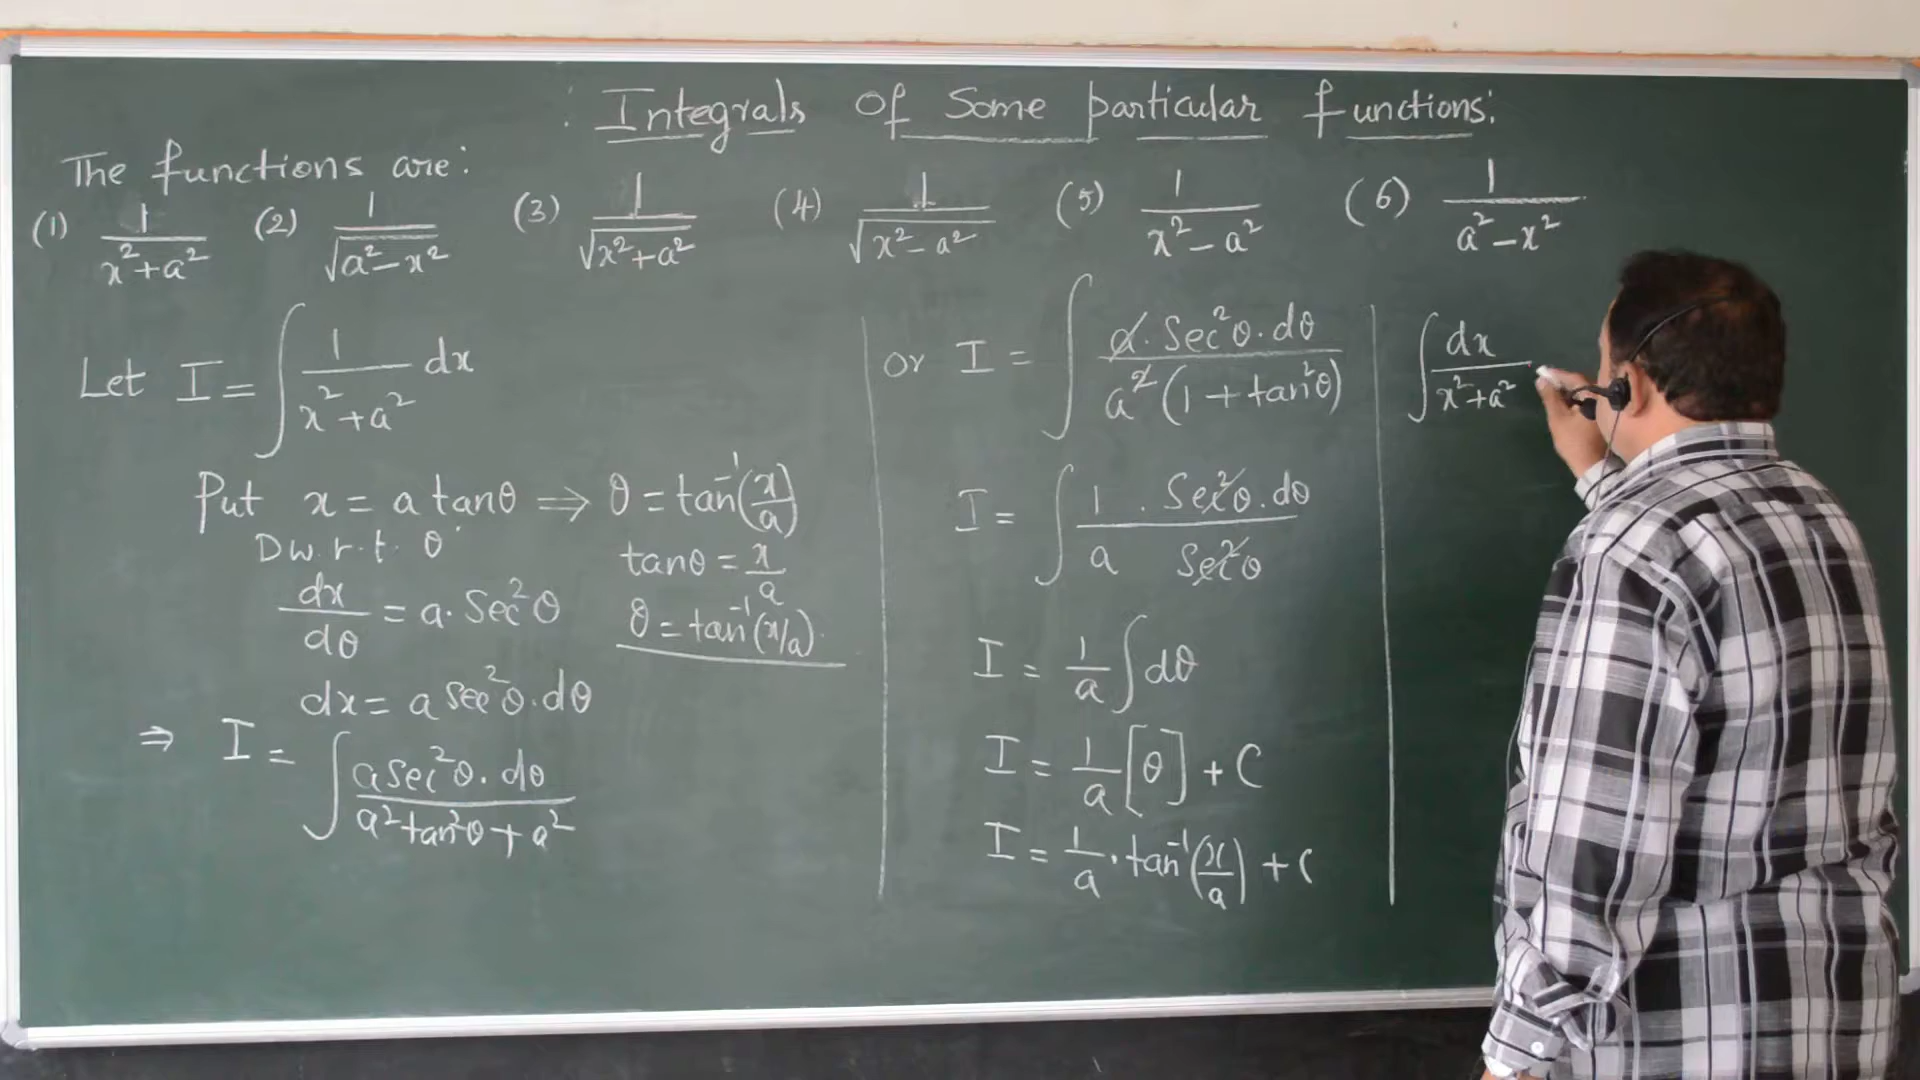 : Integrals Of Some particular functions:
The functions are:
(1) 1/(x²+a²) (2) 1/√(a²-x²) (3) 1/√(x²+a²) (4) 1/√(x²-a²) (5) 1/(x²-a²) (6) 1/(a²-x²)
Let I = ∫ 1/(x²+a²) dx
Put x = a tanθ ⟹ θ = tan⁻¹(x/a)
D w.r.t. θ
tanθ = x/a
dx/dθ = a. Sec²θ
θ = tan⁻¹(x/a).
dx = a sec²θ.dθ
⇒ I = ∫ (a sec²θ. dθ)/(a² tan²θ + a²)
or I = ∫ (a. Sec²θ. dθ)/(a²(1 + tan²θ))
I = ∫ 1/a . (Sec²θ. dθ)/(Sec²θ)
I = 1/a ∫ dθ
I = 1/a [θ] + C
I = 1/a . tan⁻¹(x/a) + C
∫ dx/(x²+a²)